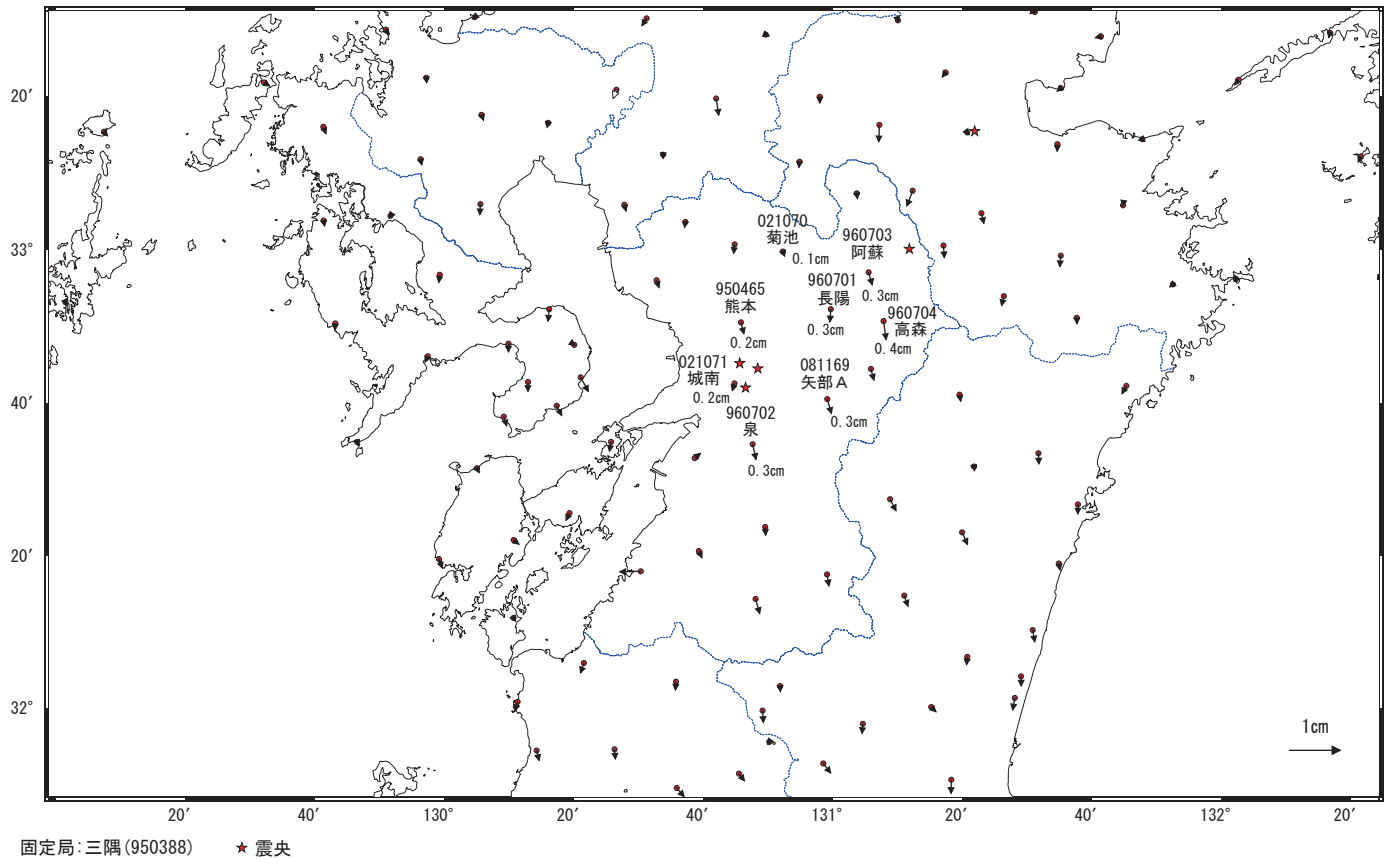 20′
021070
菊池
0.1cm
960703
阿蘇
0.3cm
33°
960701
長陽
0.3cm
950465
熊本
0.2cm
960704
高森
0.4cm
021071
城南
0.2cm
081169
矢部A
0.3cm
40′
960702
泉
0.3cm
20′
32°
1cm
20′ 40′ 130° 20′ 40′ 131° 20′ 40′ 132° 20′
固定局:三隅(950388) ★ 震央